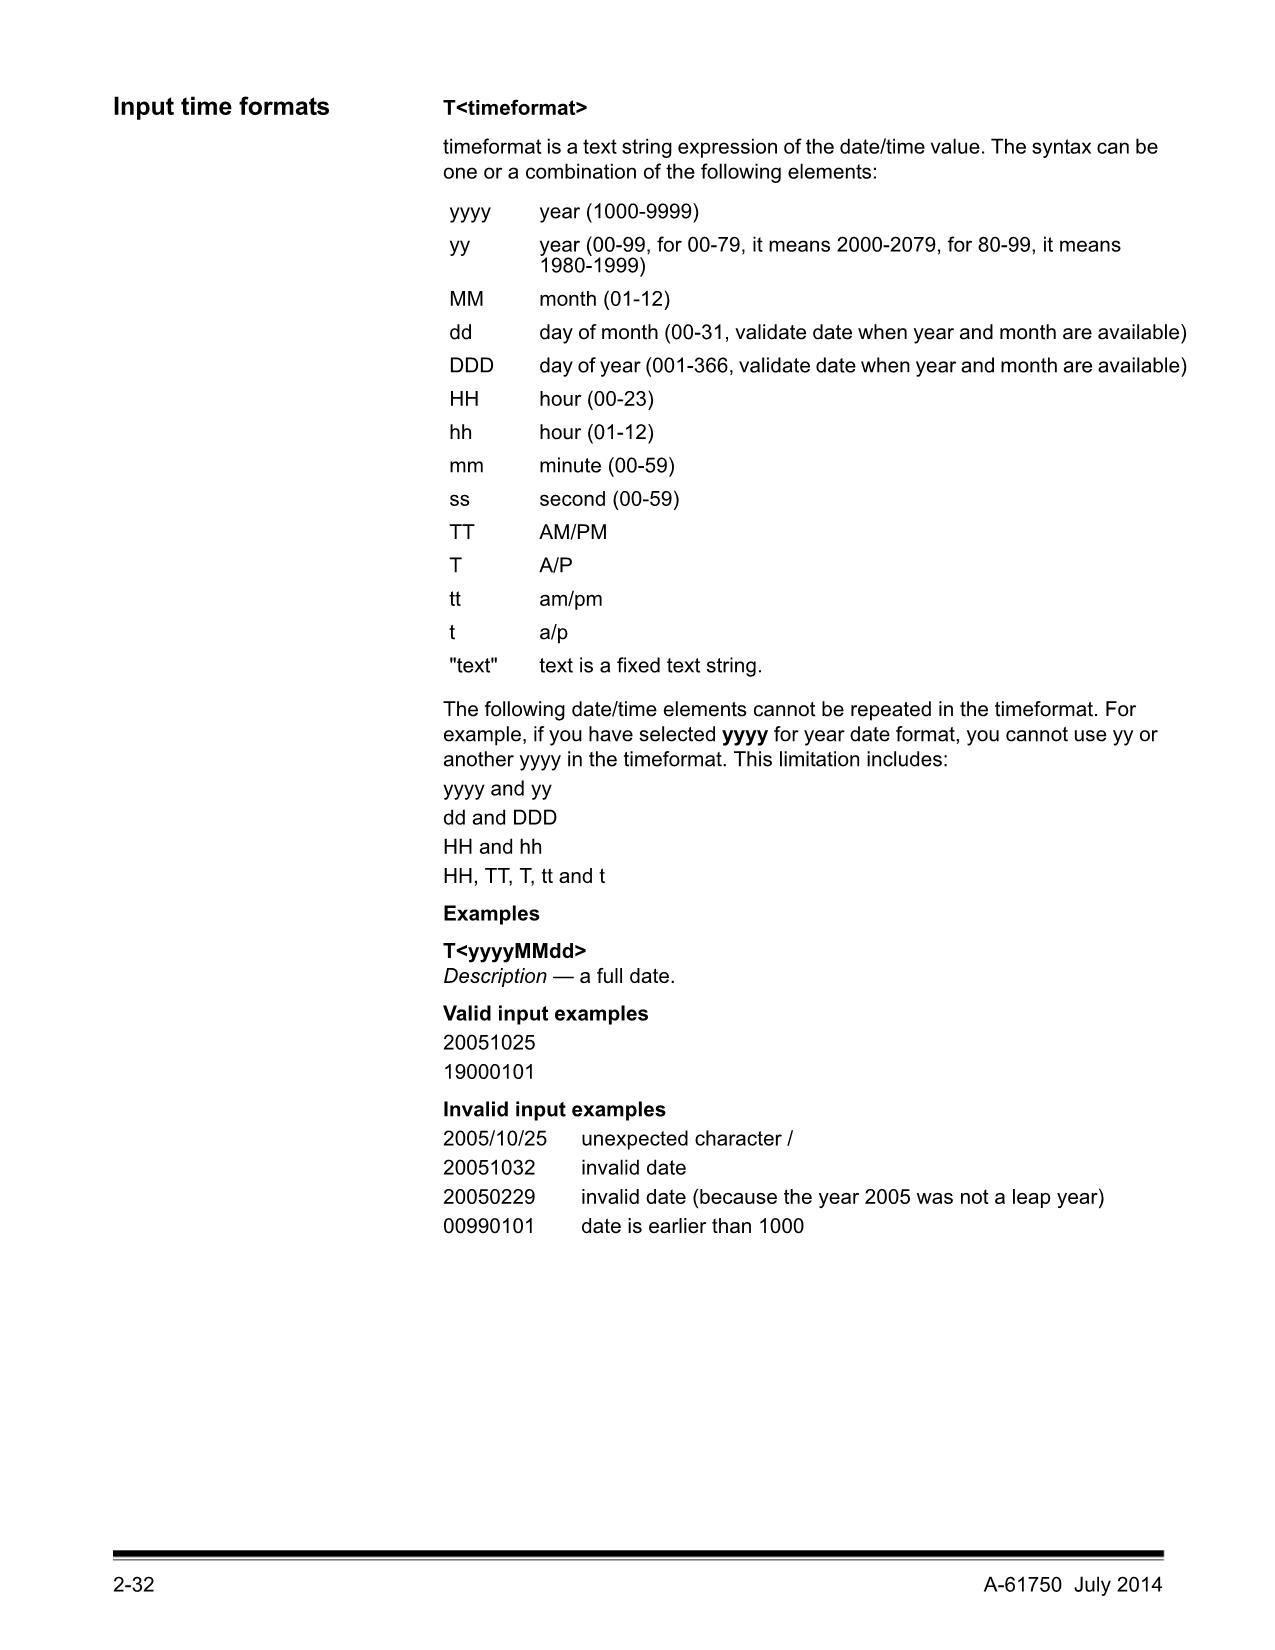 Input time formats
T<timeformat>
timeformat is a text string expression of the date/time value. The syntax can be
one or a combination of the following elements:
yyyy year (1000-9999)
yy year (00-99, for 00-79, it means 2000-2079, for 80-99, it means
1980-1999)
MM month (01-12)
dd day of month (00-31, validate date when year and month are available)
DDD day of year (001-366, validate date when year and month are available)
HH hour (00-23)
hh hour (01-12)
mm minute (00-59)
ss second (00-59)
TT AM/PM
T A/P
tt am/pm
t a/p
"text" text is a fixed text string.
The following date/time elements cannot be repeated in the timeformat. For
example, if you have selected yyyy for year date format, you cannot use yy or
another yyyy in the timeformat. This limitation includes:
yyyy and yy
dd and DDD
HH and hh
HH, TT, T, tt and t
Examples
T<yyyyMMdd>
Description — a full date.
Valid input examples
20051025
19000101
Invalid input examples
2005/10/25 unexpected character /
20051032 invalid date
20050229 invalid date (because the year 2005 was not a leap year)
00990101 date is earlier than 1000
2-32 A-61750 July 2014